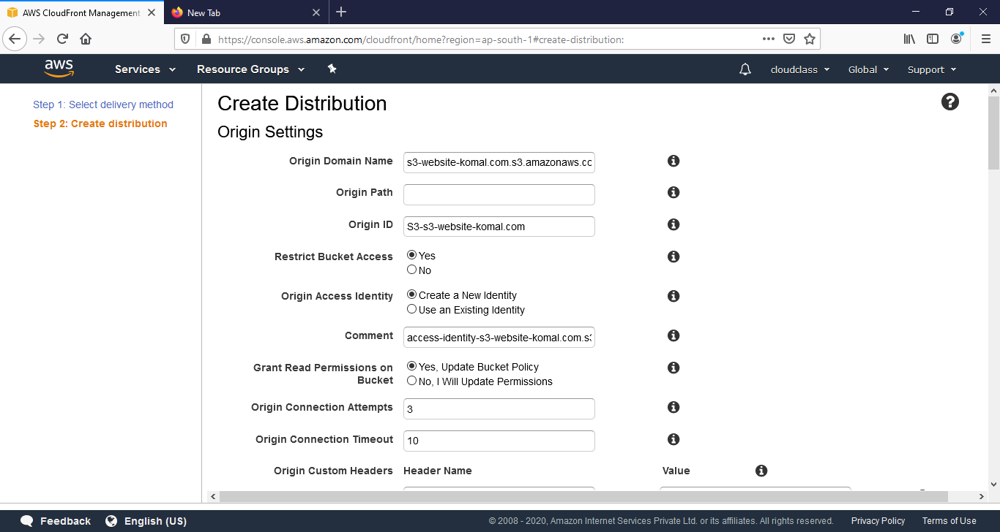 AWS CloudFront Management
New Tab
https://console.aws.amazon.com/cloudfront/home?region=ap-south-1#create-distribution:
aws
Services
Resource Groups
cloudclass
Global
Support
Step 1: Select delivery method
Step 2: Create distribution
Create Distribution
Origin Settings
Origin Domain Name
s3-website-komal.com.s3.amazonaws.cc
Origin Path
Origin ID
S3-s3-website-komal.com
Restrict Bucket Access
Yes
No
Origin Access Identity
Create a New Identity
Use an Existing Identity
Comment
access-identity-s3-website-komal.com.s3
Grant Read Permissions on
Bucket
Yes, Update Bucket Policy
No, I Will Update Permissions
Origin Connection Attempts
3
Origin Connection Timeout
10
Origin Custom Headers
Header Name
Value
Feedback
English (US)
© 2008 - 2020, Amazon Internet Services Private Ltd. or its affiliates. All rights reserved.
Privacy Policy
Terms of Use